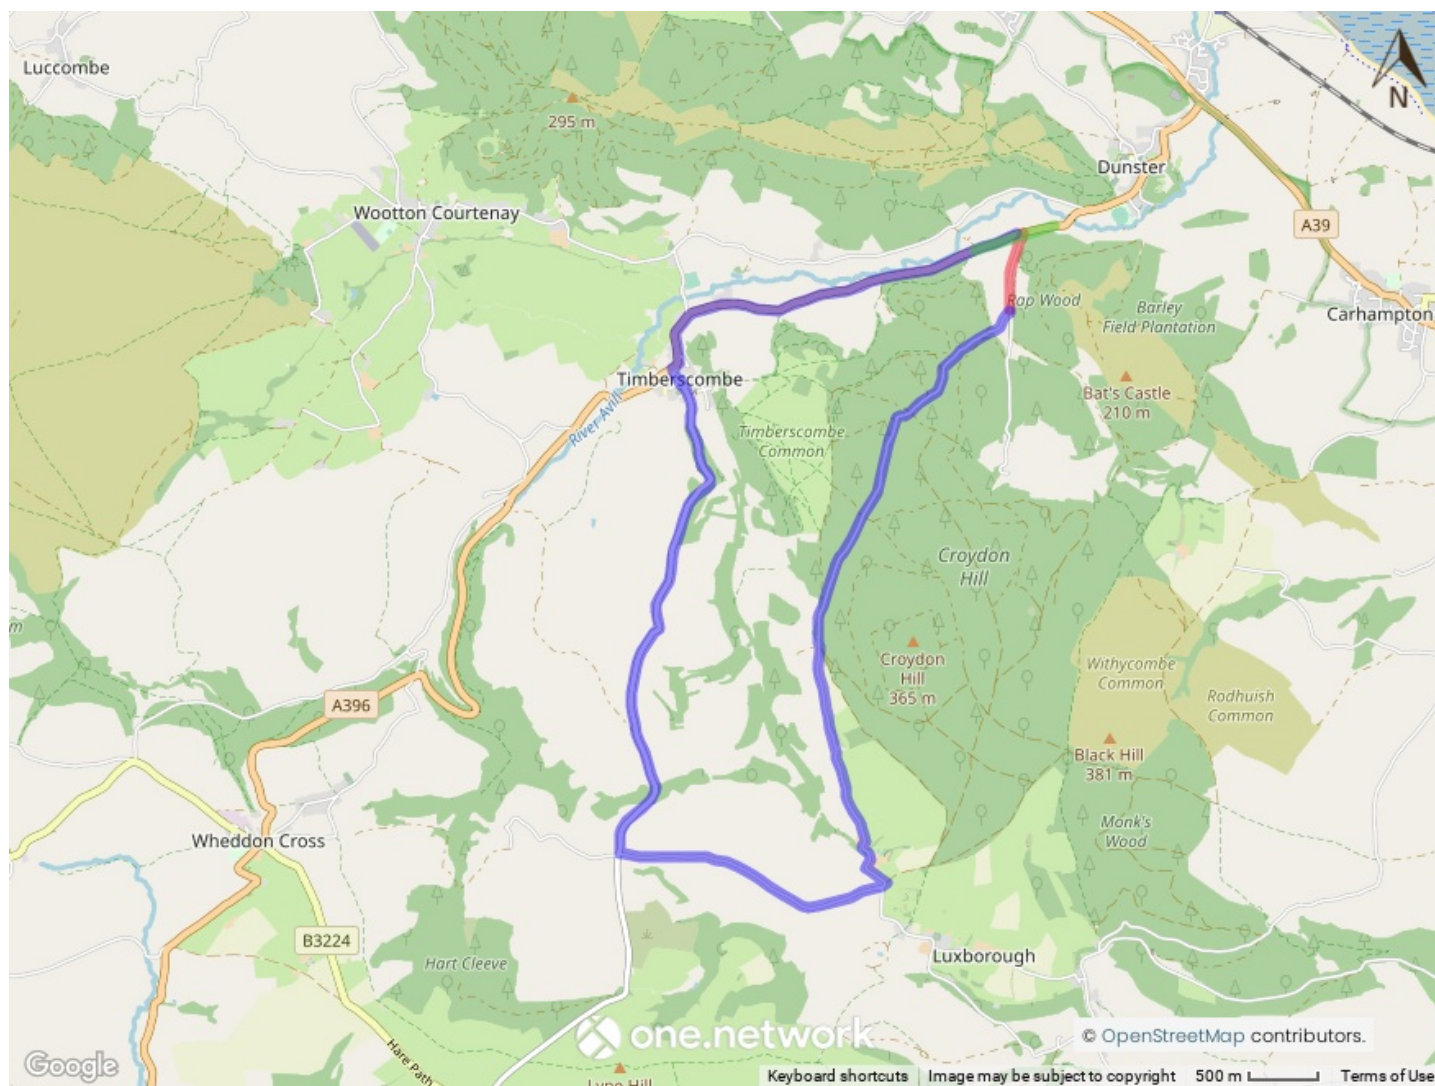 Luccombe
N
295 m
Dunster
Wootton Courtenay
A39
Rap Wood
Barley
Field Plantation
Carhampton
Timberscombe
Bat's Castle
210 m
River Avill
Timberscombe
Common
Croydon
Hill
m
Croydon
Hill
365 m
Withycombe
Common
Rodhuish
Common
A396
Black Hill
381 m
Wheddon Cross
Monk's
Wood
B3224
Hart Cleeve
Luxborough
one.network
© OpenStreetMap contributors.
Hare Path
Google
Lype Hill
Keyboard shortcuts
Image may be subject to copyright
500 m
Terms of Use